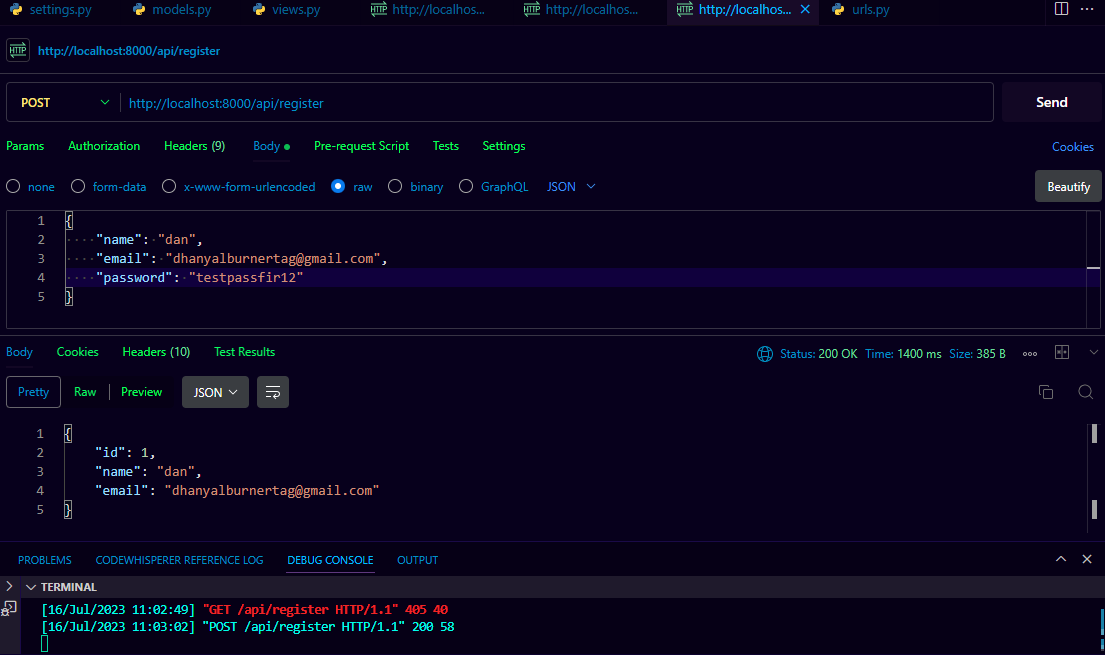 settings.py models.py views.py HTTP http://localhos... HTTP http://localhos... HTTP http://localhos... urls.py
HTTP http://localhost:8000/api/register
POST http://localhost:8000/api/register Send
Params Authorization Headers (9) Body Pre-request Script Tests Settings Cookies
none form-data x-www-form-urlencoded raw binary GraphQL JSON Beautify
1 {
2 ····"name":·"dan",
3 ····"email":·"dhanyalburnertag@gmail.com",
4 ····"password":·"testpassfir12"
5 }
Body Cookies Headers (10) Test Results Status: 200 OK Time: 1400 ms Size: 385 B
Pretty Raw Preview JSON
1 {
2 "id": 1,
3 "name": "dan",
4 "email": "dhanyalburnertag@gmail.com"
5 }
PROBLEMS CODEWHISPERER REFERENCE LOG DEBUG CONSOLE OUTPUT
TERMINAL
[16/Jul/2023 11:02:49] "GET /api/register HTTP/1.1" 405 40
[16/Jul/2023 11:03:02] "POST /api/register HTTP/1.1" 200 58